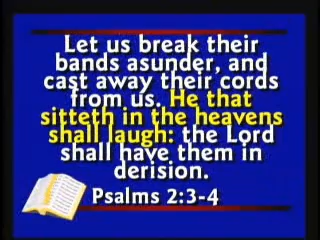 Let us break their
bands asunder, and
cast away their cords
from us. He that
sitteth in the heavens
shall laugh: the Lord
shall have them in
derision.
Psalms 2:3-4